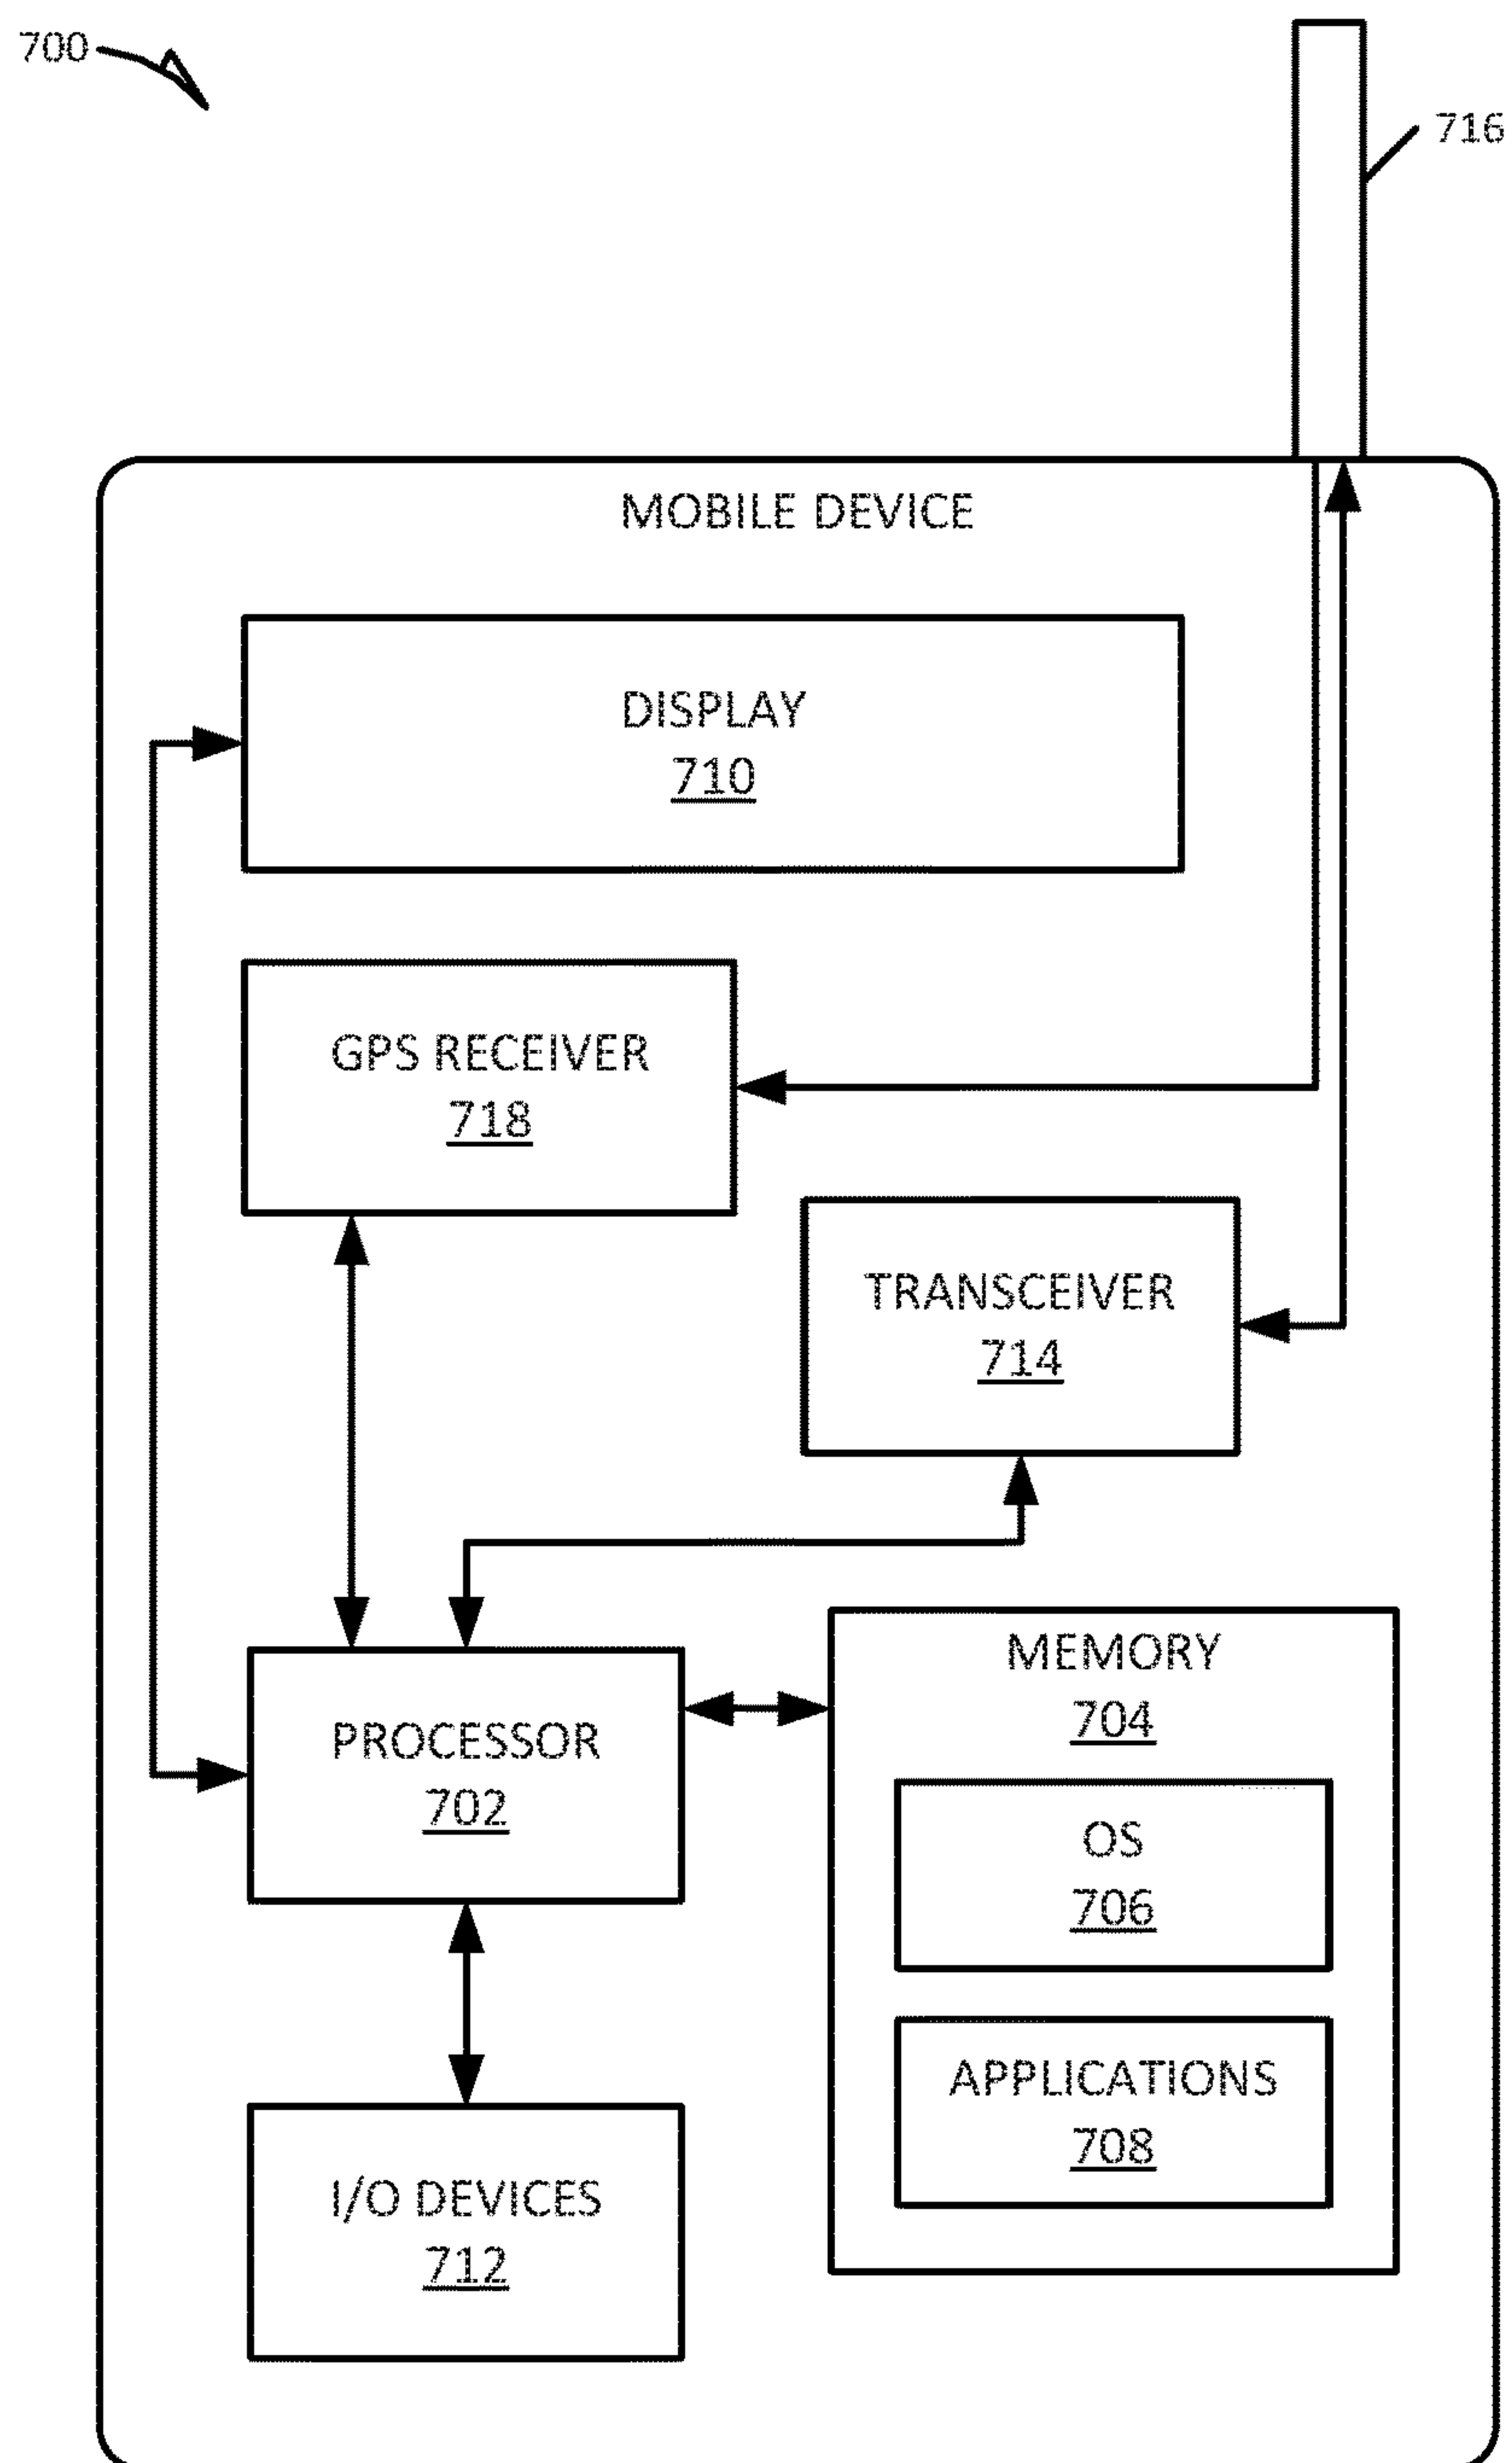 700
716
MOBILE DEVICE
DISPLAY
710
GPS RECEIVER
718
TRANSCEIVER
714
PROCESSOR
702
MEMORY
704
OS
706
APPLICATIONS
708
I/O DEVICES
712